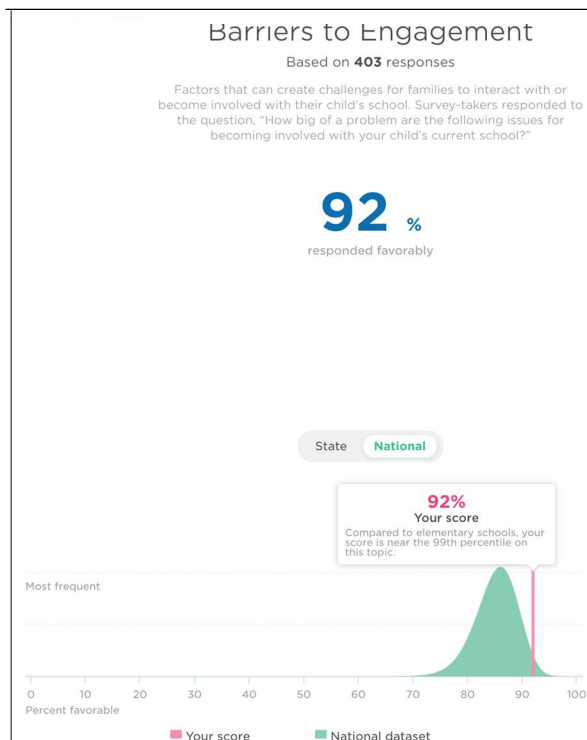 Barriers to Engagement
Based on 403 responses
Factors that can create challenges for families to interact with or
become involved with their child's school. Survey-takers responded to
the question, “How big of a problem are the following issues for
becoming involved with your child's current school?”
92 %
responded favorably
State National
92%
Your score
Compared to elementary schools, your
score is near the 99th percentile on
this topic.
Most frequent
0 10 20 30 40 50 60 70 80 90 100
Percent favorable
Your score National dataset